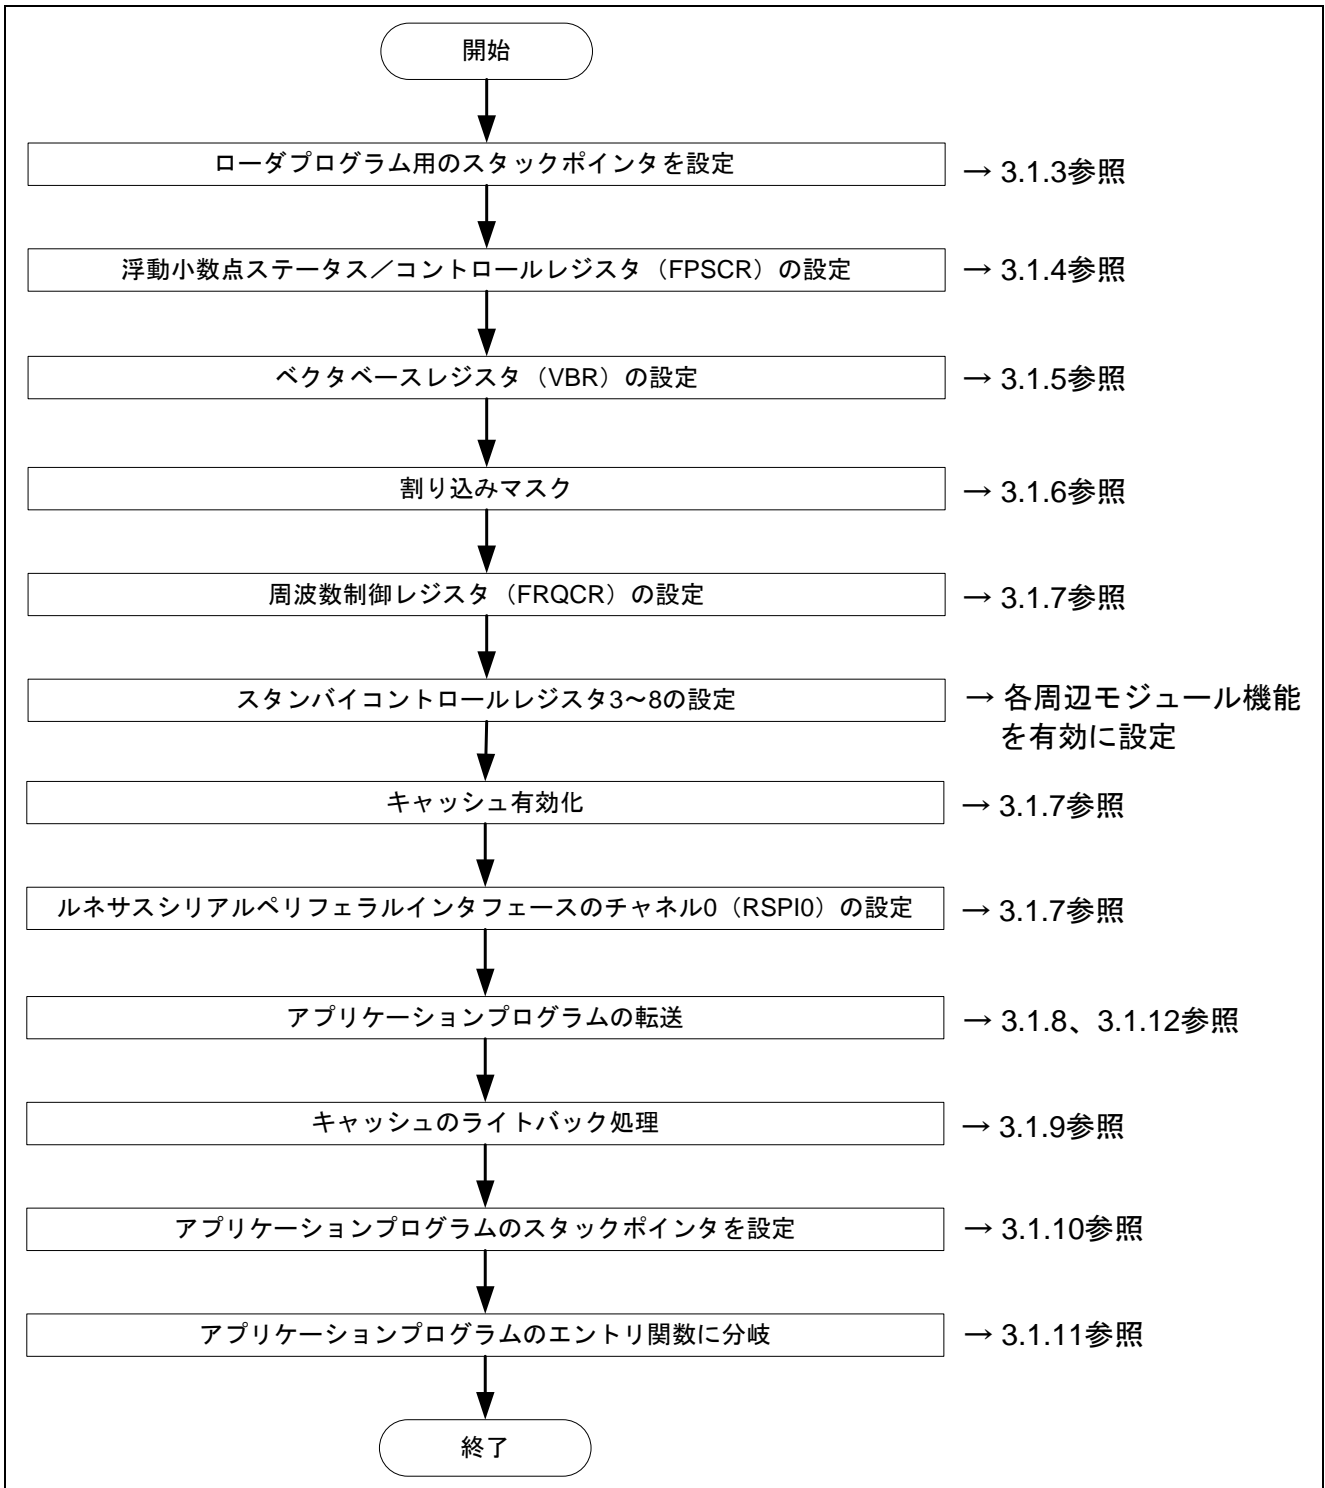 開始
ローダプログラム用のスタックポインタを設定
→ 3.1.3参照
浮動小数点ステータス／コントロールレジスタ（FPSCR）の設定
→ 3.1.4参照
ベクタベースレジスタ（VBR）の設定
→ 3.1.5参照
割り込みマスク
→ 3.1.6参照
周波数制御レジスタ（FRQCR）の設定
→ 3.1.7参照
スタンバイコントロールレジスタ3～8の設定
→ 各周辺モジュール機能
を有効に設定
キャッシュ有効化
→ 3.1.7参照
ルネサスシリアルペリフェラルインタフェースのチャネル0（RSPI0）の設定
→ 3.1.7参照
アプリケーションプログラムの転送
→ 3.1.8、3.1.12参照
キャッシュのライトバック処理
→ 3.1.9参照
アプリケーションプログラムのスタックポインタを設定
→ 3.1.10参照
アプリケーションプログラムのエントリ関数に分岐
→ 3.1.11参照
終了